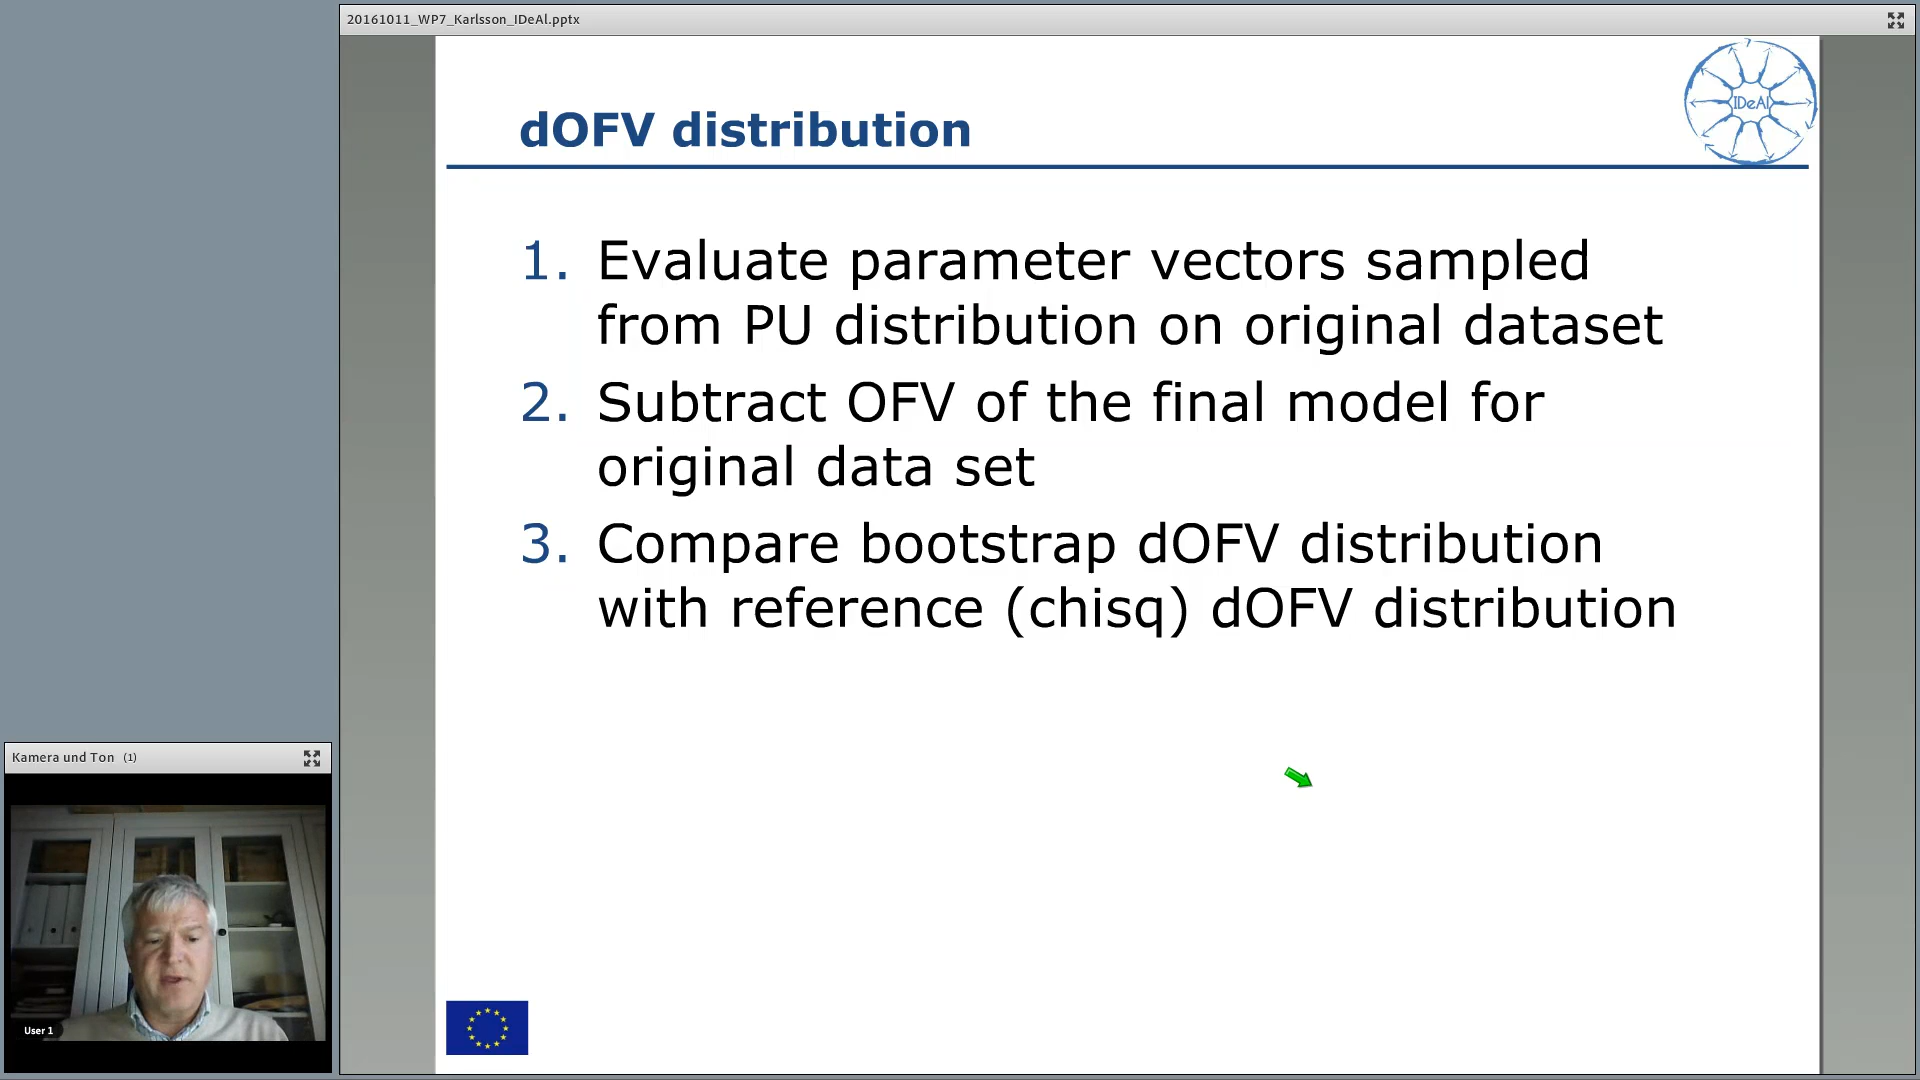 20161011_WP7_Karlsson_IDeAl.pptx
IDeAl
dOFV distribution
1. Evaluate parameter vectors sampled
from PU distribution on original dataset
2. Subtract OFV of the final model for
original data set
3. Compare bootstrap dOFV distribution
with reference (chisq) dOFV distribution
Kamera und Ton (1)
User 1